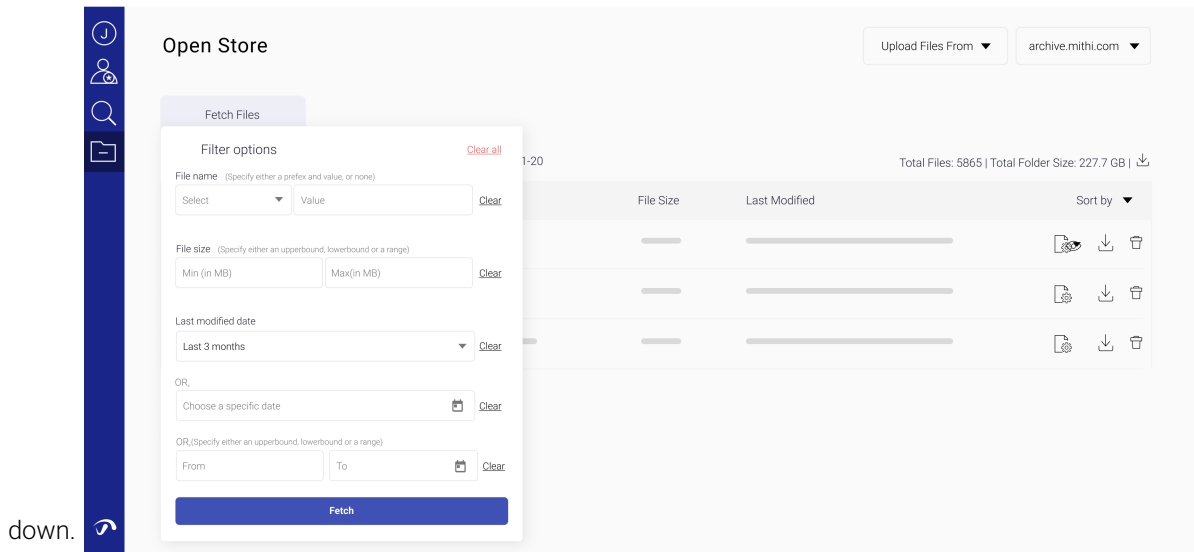 J
Open Store
Upload Files From
archive.mithi.com
Fetch Files
Filter options
Clear all
1-20
Total Files: 5865 | Total Folder Size: 227.7 GB |
File name (Specify either a prefex and value, or none)
Select
Value
Clear
File Size
Last Modified
Sort by
File size (Specify either an upperbound, lowerbound or a range)
Min (in MB)
Max(in MB)
Clear
Last modified date
Last 3 months
Clear
OR,
Choose a specific date
Clear
OR,(Specify either an upperbound, lowerbound or a range)
From
To
Clear
Fetch
down.